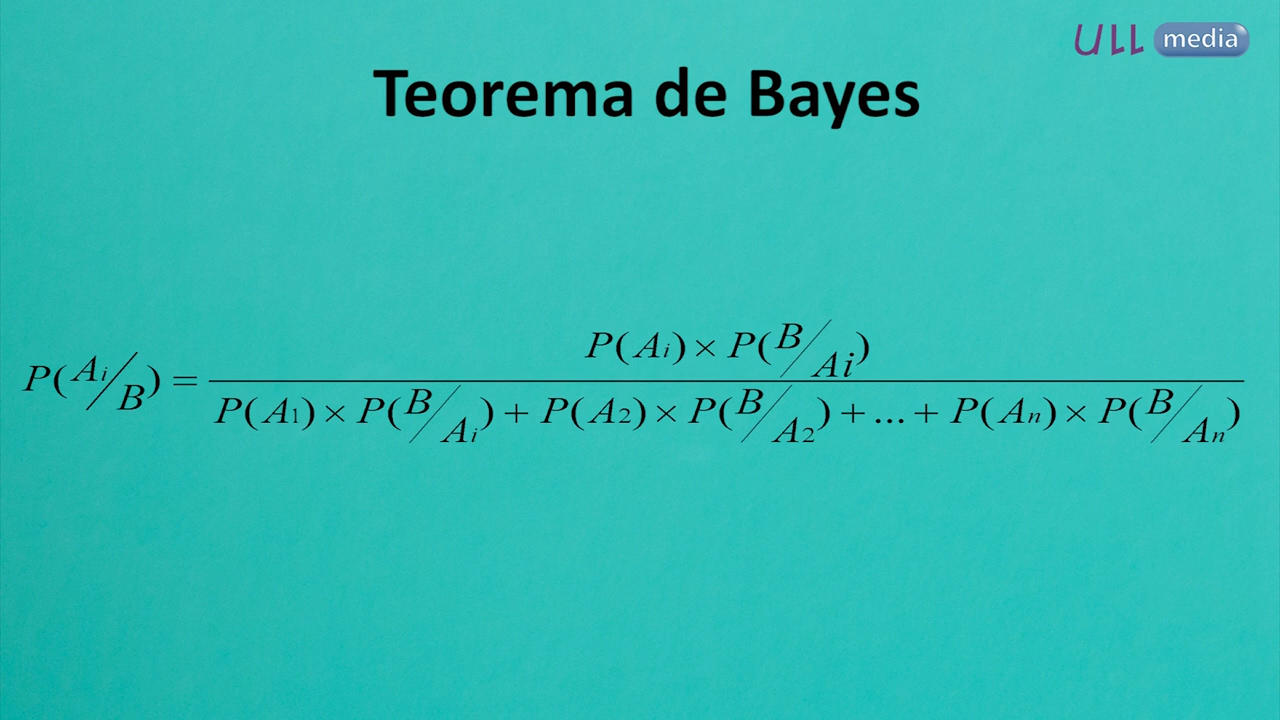 ULL media
Teorema de Bayes
P(Ai/B) = P(Ai) × P(B/Ai)
P(A1) × P(B/Ai) + P(A2) × P(B/A2) + ... + P(An) × P(B/An)